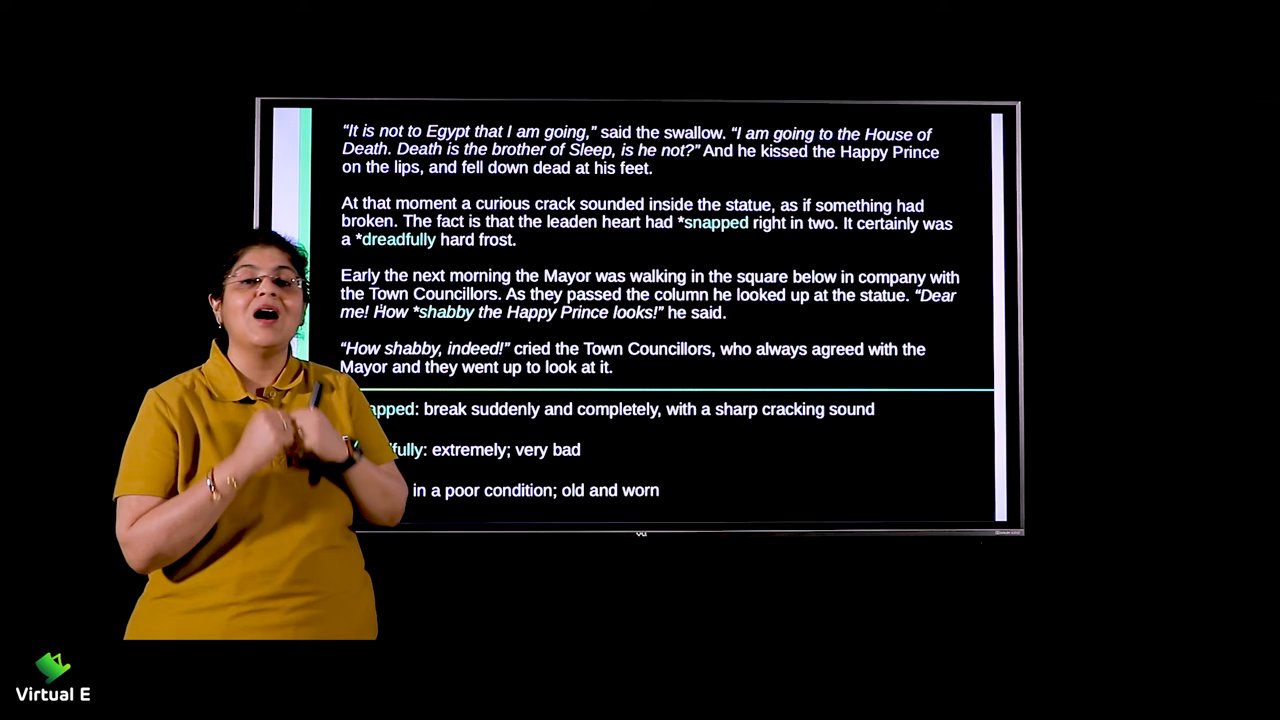 “It is not to Egypt that I am going,” said the swallow. “I am going to the House of
Death. Death is the brother of Sleep, is he not?” And he kissed the Happy Prince
on the lips, and fell down dead at his feet.
At that moment a curious crack sounded inside the statue, as if something had
broken. The fact is that the leaden heart had *snapped right in two. It certainly was
a *dreadfully hard frost.
Early the next morning the Mayor was walking in the square below in company with
the Town Councillors. As they passed the column he looked up at the statue. “Dear
me! How *shabby the Happy Prince looks!” he said.
“How shabby, indeed!” cried the Town Councillors, who always agreed with the
Mayor and they went up to look at it.
apped: break suddenly and completely, with a sharp cracking sound
fully: extremely; very bad
in a poor condition; old and worn
vu
Virtual E